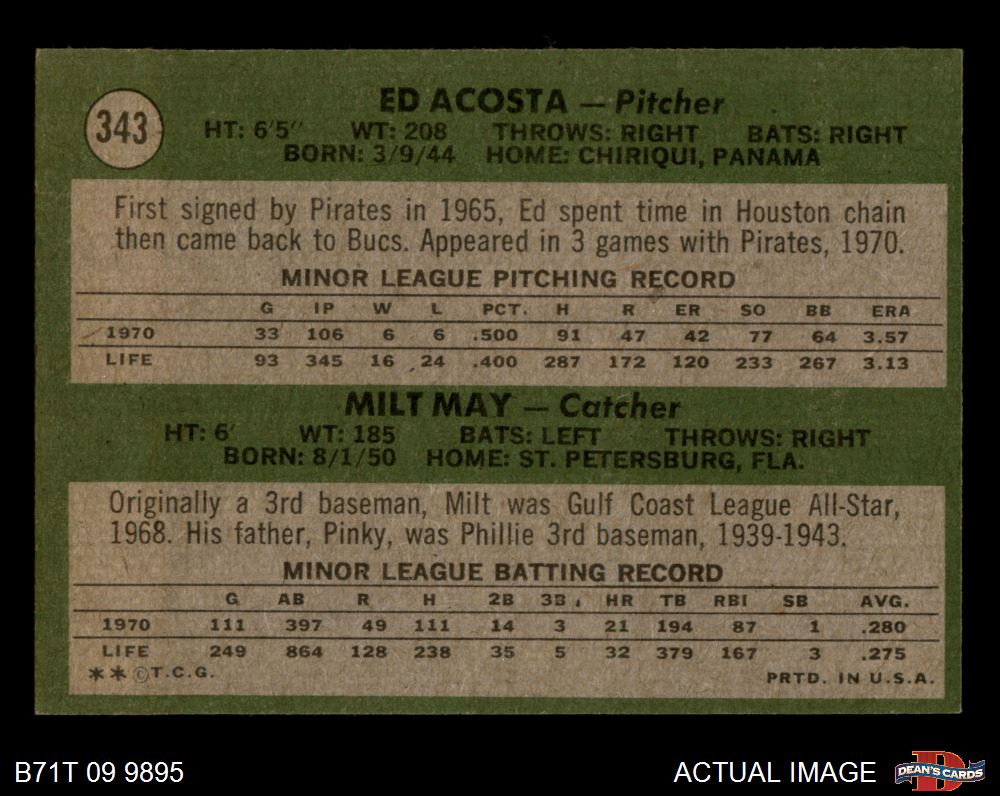 343
ED ACOSTA — Pitcher
HT: 6'5" WT: 208 THROWS: RIGHT BATS: RIGHT
BORN: 3/9/44 HOME: CHIRIQUI, PANAMA
First signed by Pirates in 1965, Ed spent time in Houston chain
then came back to Bucs. Appeared in 3 games with Pirates, 1970.
MINOR LEAGUE PITCHING RECORD
G IP W L PCT. H R ER SO BB ERA
1970 33 106 6 6 .500 91 47 42 77 64 3.57
LIFE 93 345 16 24 .400 287 172 120 233 267 3.13
MILT MAY — Catcher
HT: 6' WT: 185 BATS: LEFT THROWS: RIGHT
BORN: 8/1/50 HOME: ST. PETERSBURG, FLA.
Originally a 3rd baseman, Milt was Gulf Coast League All-Star,
1968. His father, Pinky, was Phillie 3rd baseman, 1939-1943.
MINOR LEAGUE BATTING RECORD
G AB R H 2B 3B HR TB RBI SB AVG.
1970 111 397 49 111 14 3 21 194 87 1 .280
LIFE 249 864 128 238 35 5 32 379 167 3 .275
**©T.C.G. PRTD. IN U.S.A.
B71T 09 9895 ACTUAL IMAGE DEAN'S CARDS